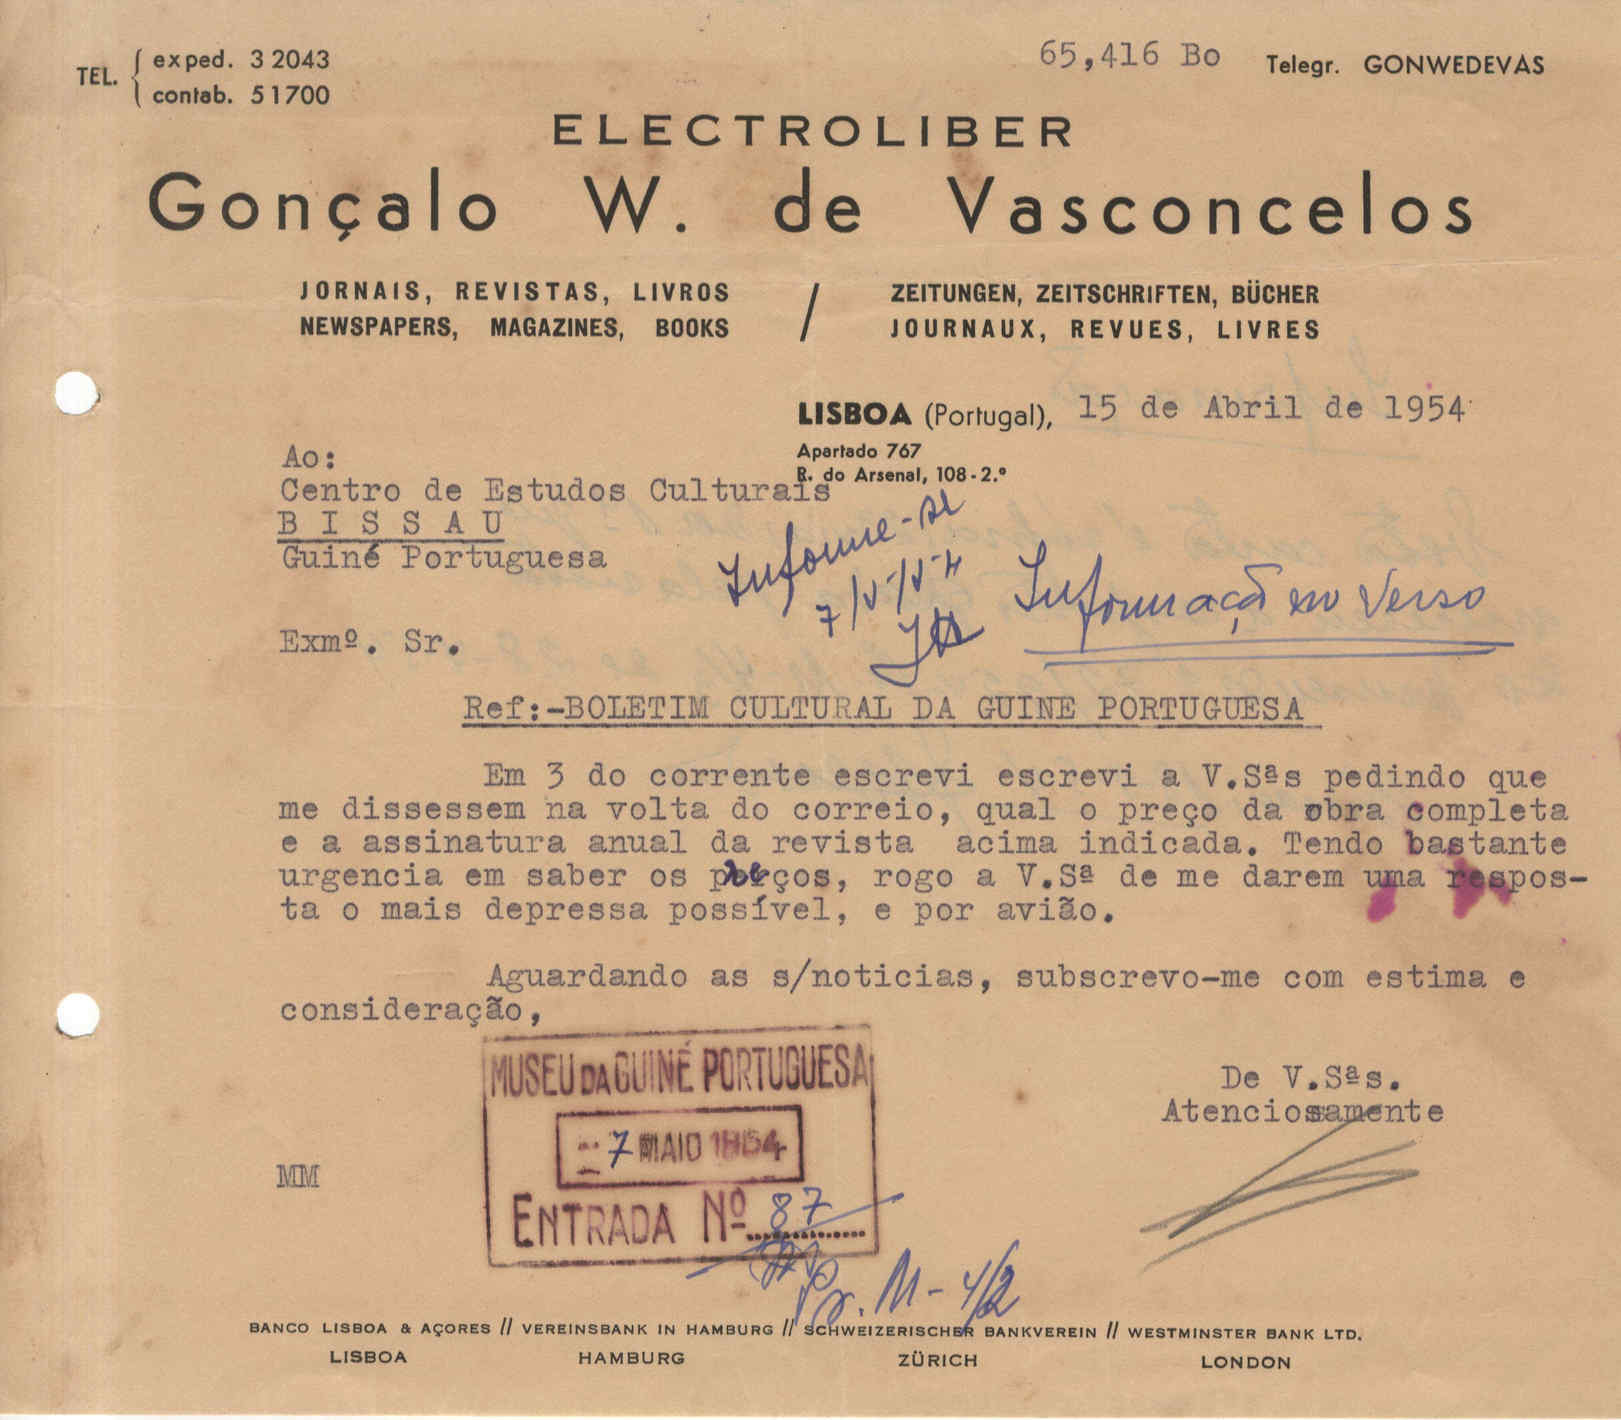 TEL. { exped. 3 2043
contab. 51700
65,416 Bo Telegr. GONWEDEVAS
ELECTROLIBER
Gonçalo W. de Vasconcelos
JORNAIS, REVISTAS, LIVROS / ZEITUNGEN, ZEITSCHRIFTEN, BÜCHER
NEWSPAPERS, MAGAZINES, BOOKS JOURNAUX, REVUES, LIVRES
LISBOA (Portugal), 15 de Abril de 1954
Apartado 767
R. do Arsenal, 108-2.º
Ao:
Centro de Estudos Culturais
B I S S A U
Guiné Portuguesa
Informe-se
7/V/54
Informação no verso
Exmº. Sr.
Ref:-BOLETIM CULTURAL DA GUINE PORTUGUESA
Em 3 do corrente escrevi escrevi a V.Sªs pedindo que
me dissessem na volta do correio, qual o preço da obra completa
e a assinatura anual da revista acima indicada. Tendo bastante
urgencia em saber os preços, rogo a V.Sª de me darem uma respos-
ta o mais depressa possível, e por avião.
Aguardando as s/noticias, subscrevo-me com estima e
consideração,
De V.Sªs.
Atenciosamente
MUSEU DA GUINÉ PORTUGUESA
-7 MAIO 1954
ENTRADA Nº 87
MM
Pr. M-4/2
BANCO LISBOA & AÇORES // VEREINSBANK IN HAMBURG // SCHWEIZERISCHER BANKVEREIN // WESTMINSTER BANK LTD.
LISBOA HAMBURG ZÜRICH LONDON